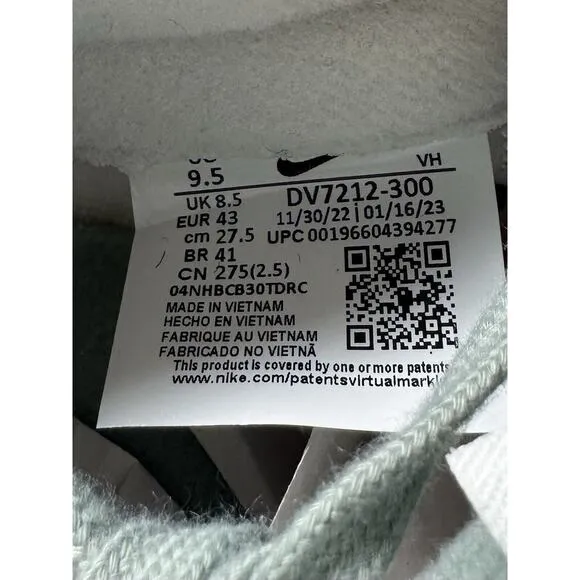 9.5
VH
UK 8.5
DV7212-300
EUR 43
11/30/22 | 01/16/23
cm 27.5
UPC 00196604394277
BR 41
CN 275(2.5)
04NHBCB30TDRC
MADE IN VIETNAM
HECHO EN VIETNAM
FABRIQUE AU VIETNAM
FABRICADO NO VIETNÃ
This product is covered by one or more patents
www.nike.com/patentsvirtualmark